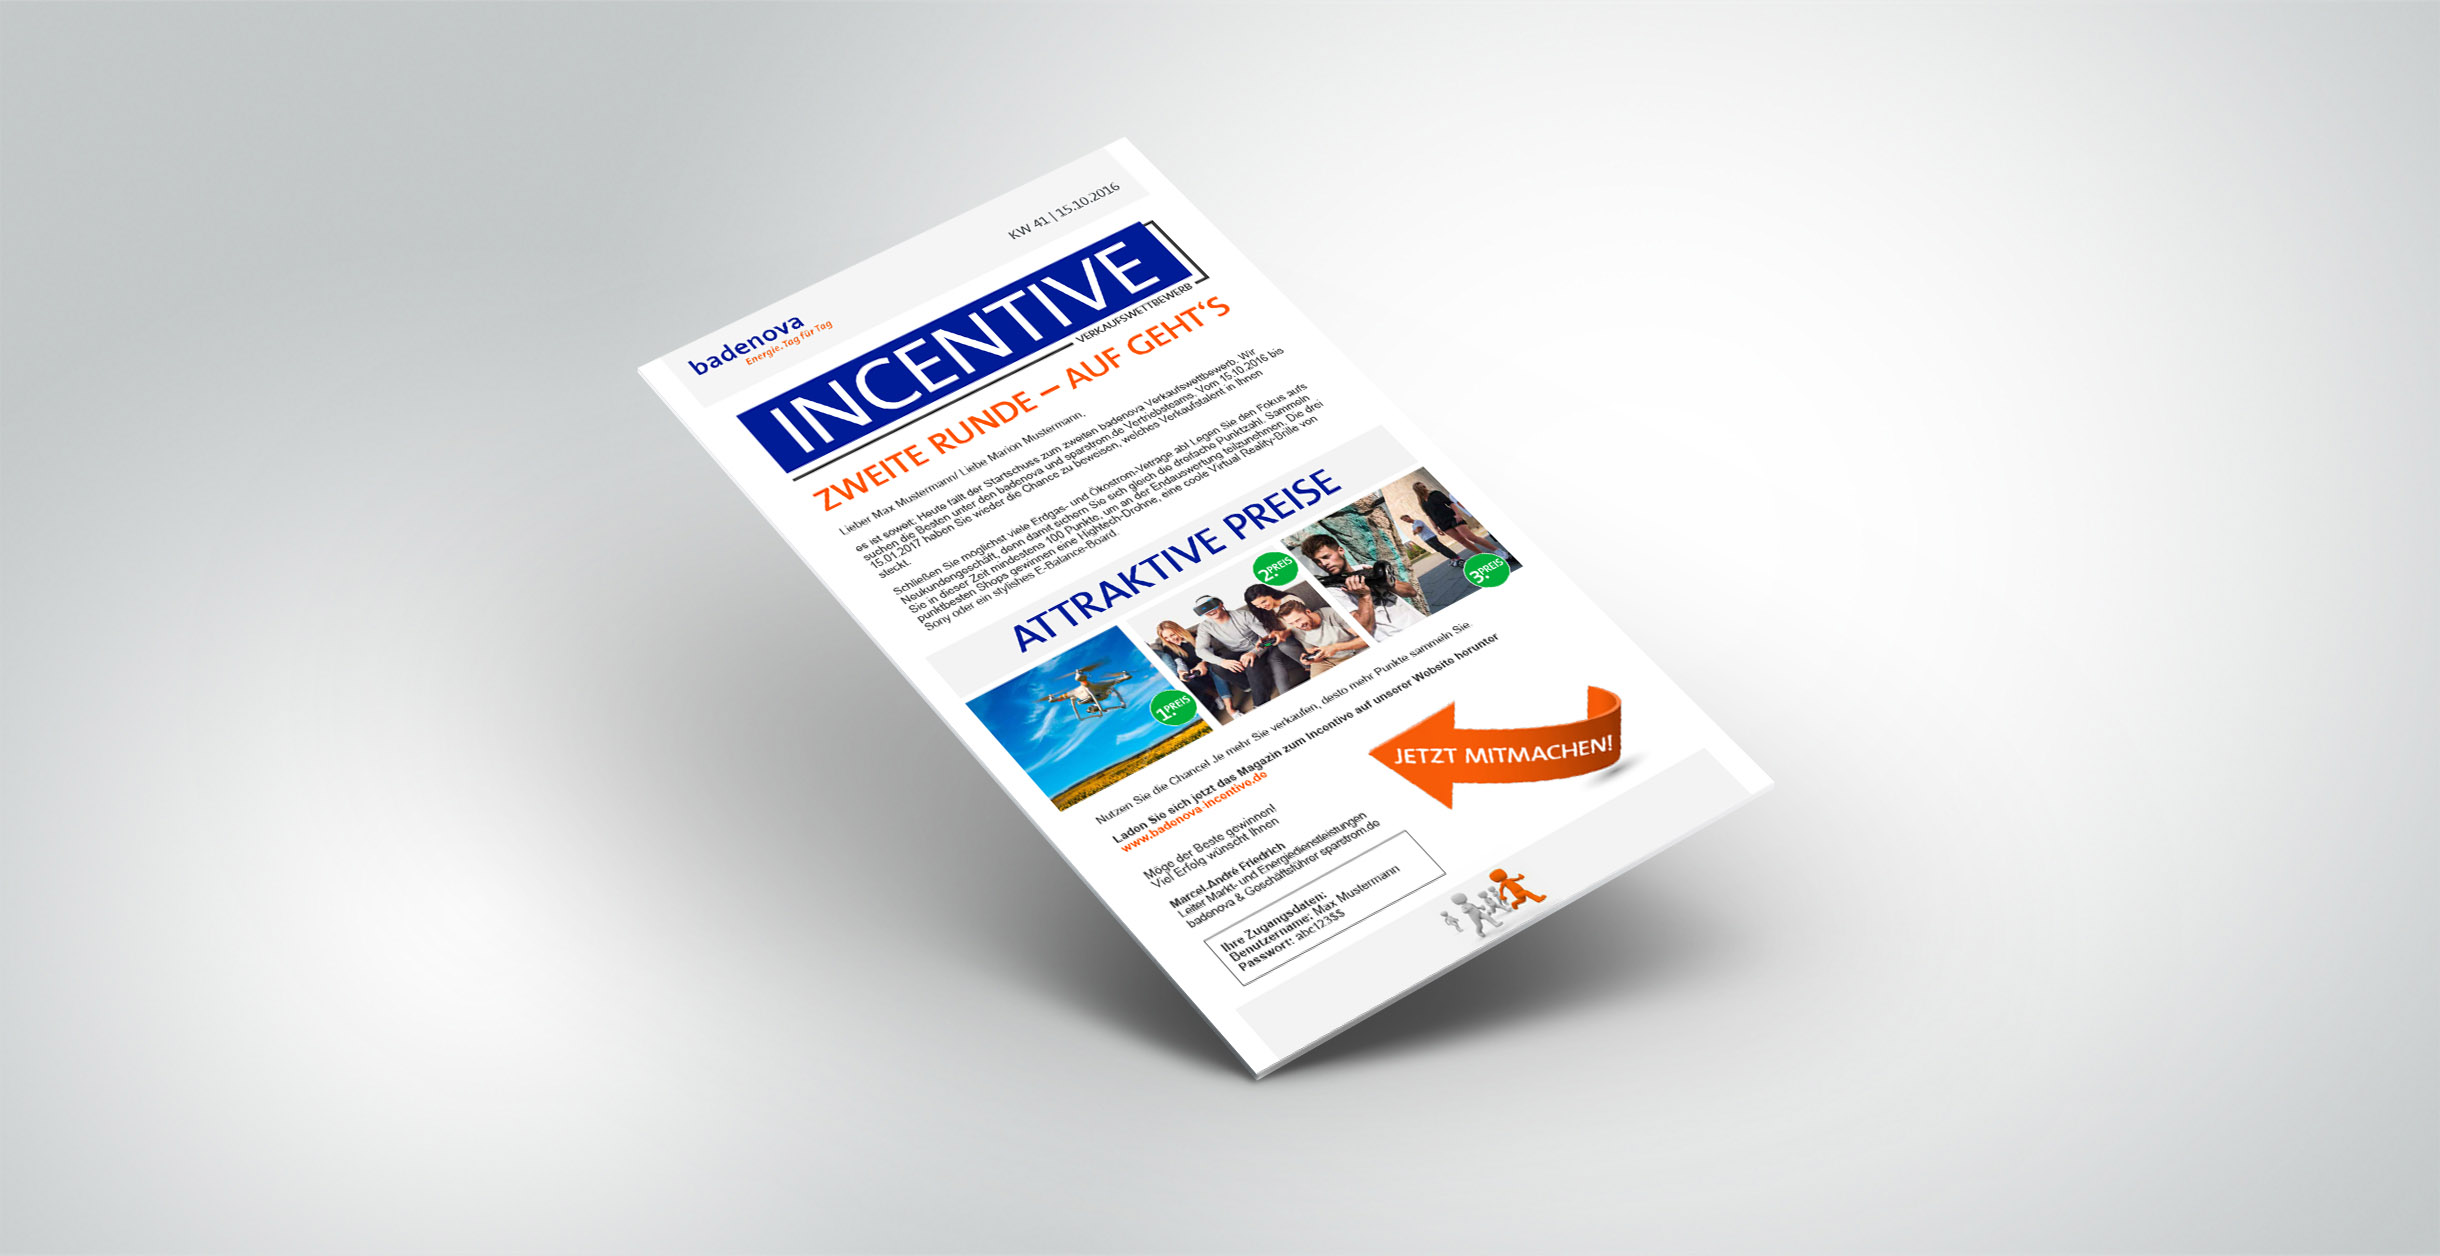 KW 41 | 15.10.2016
badenova
Energie. Tag für Tag
INCENTIVE
VERKAUFSWETTBEWERB
ZWEITE RUNDE – AUF GEHT'S
Lieber Max Mustermann/ Liebe Marion Mustermann,
es ist soweit: Heute fällt der Startschuss zum zweiten badenova Verkaufswettbewerb. Wir
suchen die Besten unter den badenova und sparstrom.de Vertriebsteams. Vom 15.10.2016 bis
15.01.2017 haben Sie wieder die Chance zu beweisen, welches Verkaufstalent in Ihnen
steckt.
Schließen Sie möglichst viele Erdgas- und Ökostrom-Verträge ab! Legen Sie den Fokus aufs
Neukundengeschäft, denn damit sichern Sie sich gleich die dreifache Punktzahl. Sammeln
Sie in dieser Zeit mindestens 100 Punkte, um an der Endauswertung teilzunehmen. Die drei
punktbesten Shops gewinnen eine Hightech-Drohne, eine coole Virtual Reality-Brille von
Sony oder ein stylishes E-Balance-Board.
ATTRAKTIVE PREISE
1. PREIS
2. PREIS
3. PREIS
Nutzen Sie die Chance! Je mehr Sie verkaufen, desto mehr Punkte sammeln Sie.
Laden Sie sich jetzt das Magazin zum Incentive auf unserer Website herunter
www.badenova-incentive.de
JETZT MITMACHEN!
Möge der Beste gewinnen!
Viel Erfolg wünscht Ihnen
Marcel-André Friedrich
Leiter Markt- und Energiedienstleistungen
badenova & Geschäftsführer sparstrom.de
Ihre Zugangsdaten:
Benutzername: Max Mustermann
Passwort: abc123$$